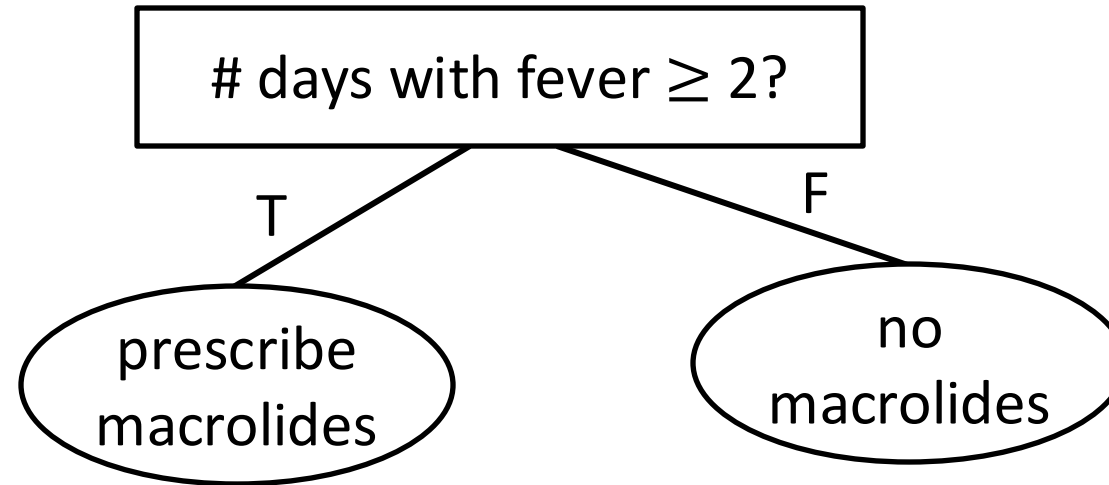 # days with fever ≥ 2?
T
F
prescribe
macrolides
no
macrolides